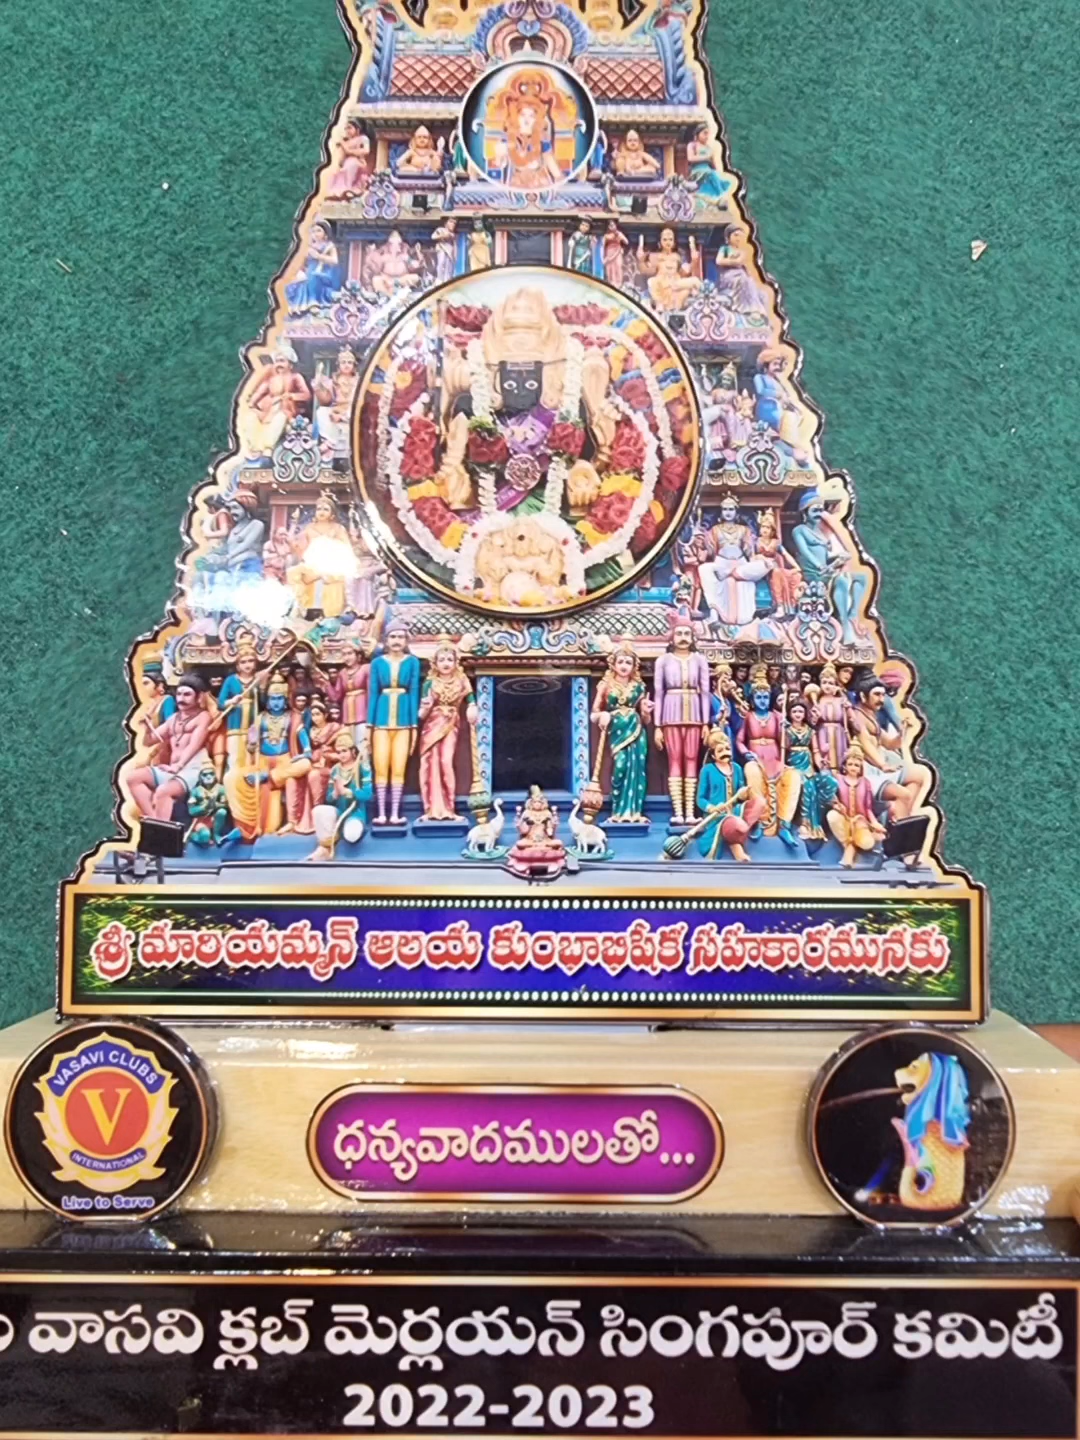 శ్రీ మారియమ్మన్ ఆలయ కుంభాభిషేక సహకారమునకు
VASAVI CLUBS
V
INTERNATIONAL
Live to Serve
ధన్యవాదములతో...
వాసవి క్లబ్ మెర్లయన్ సింగపూర్ కమిటీ
2022-2023